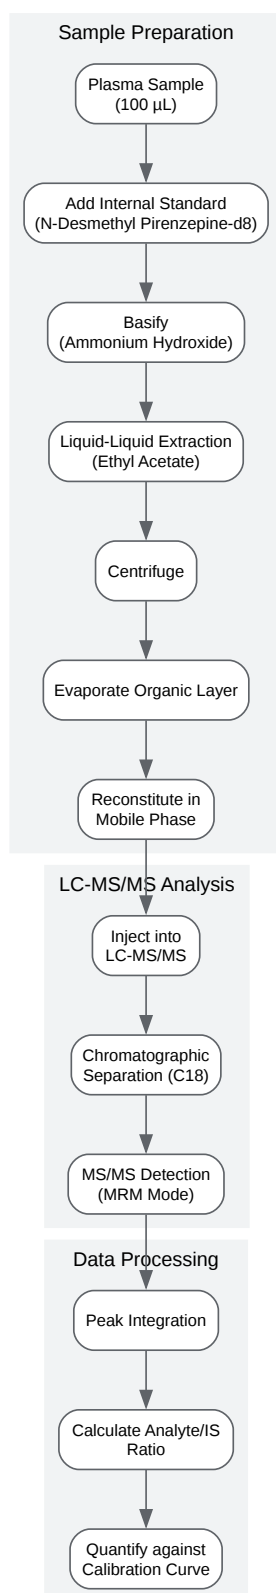 Sample Preparation
Plasma Sample
(100 µL)
Add Internal Standard
(N-Desmethyl Pirenzepine-d8)
Basify
(Ammonium Hydroxide)
Liquid-Liquid Extraction
(Ethyl Acetate)
Centrifuge
Evaporate Organic Layer
Reconstitute in
Mobile Phase
LC-MS/MS Analysis
Inject into
LC-MS/MS
Chromatographic
Separation (C18)
MS/MS Detection
(MRM Mode)
Data Processing
Peak Integration
Calculate Analyte/IS
Ratio
Quantify against
Calibration Curve